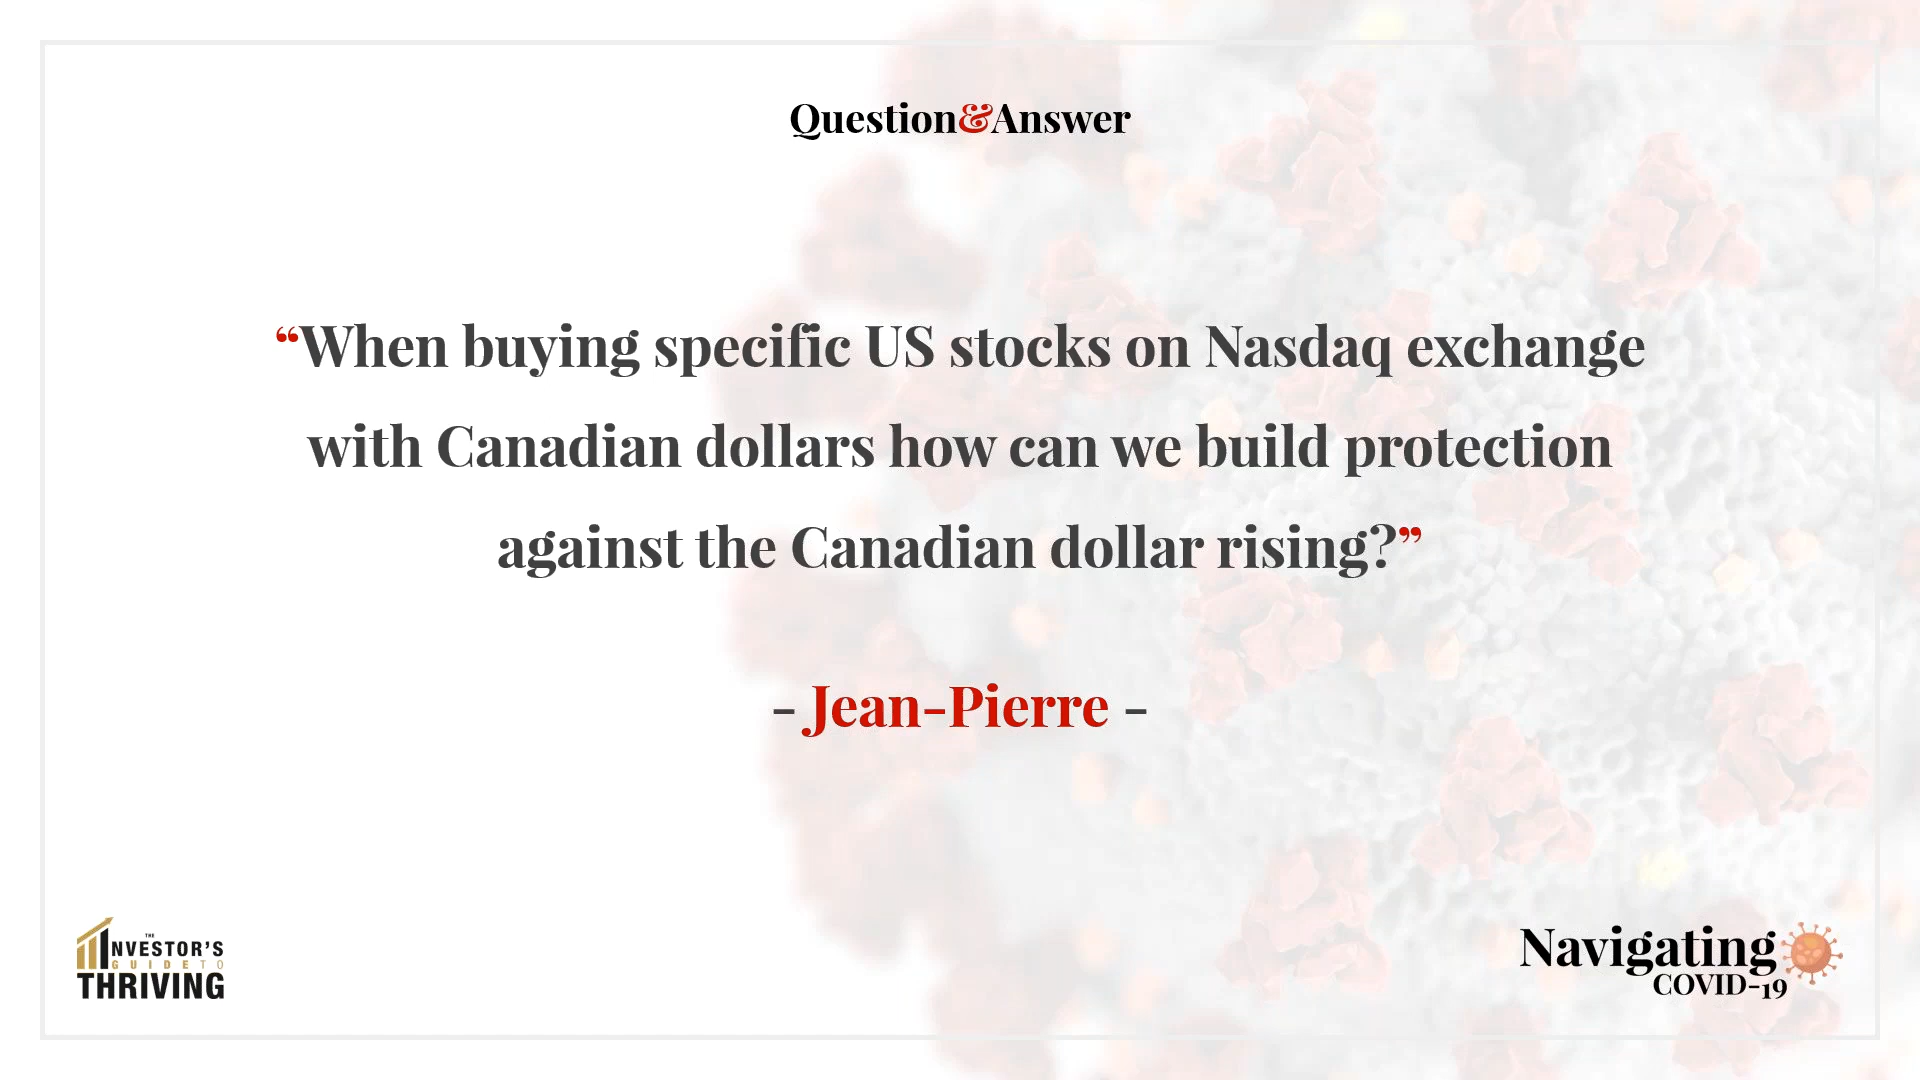 Question&Answer
“When buying specific US stocks on Nasdaq exchange
with Canadian dollars how can we build protection
against the Canadian dollar rising?”
- Jean-Pierre -
THE
INVESTOR'S
GUIDE TO
THRIVING
Navigating
COVID-19